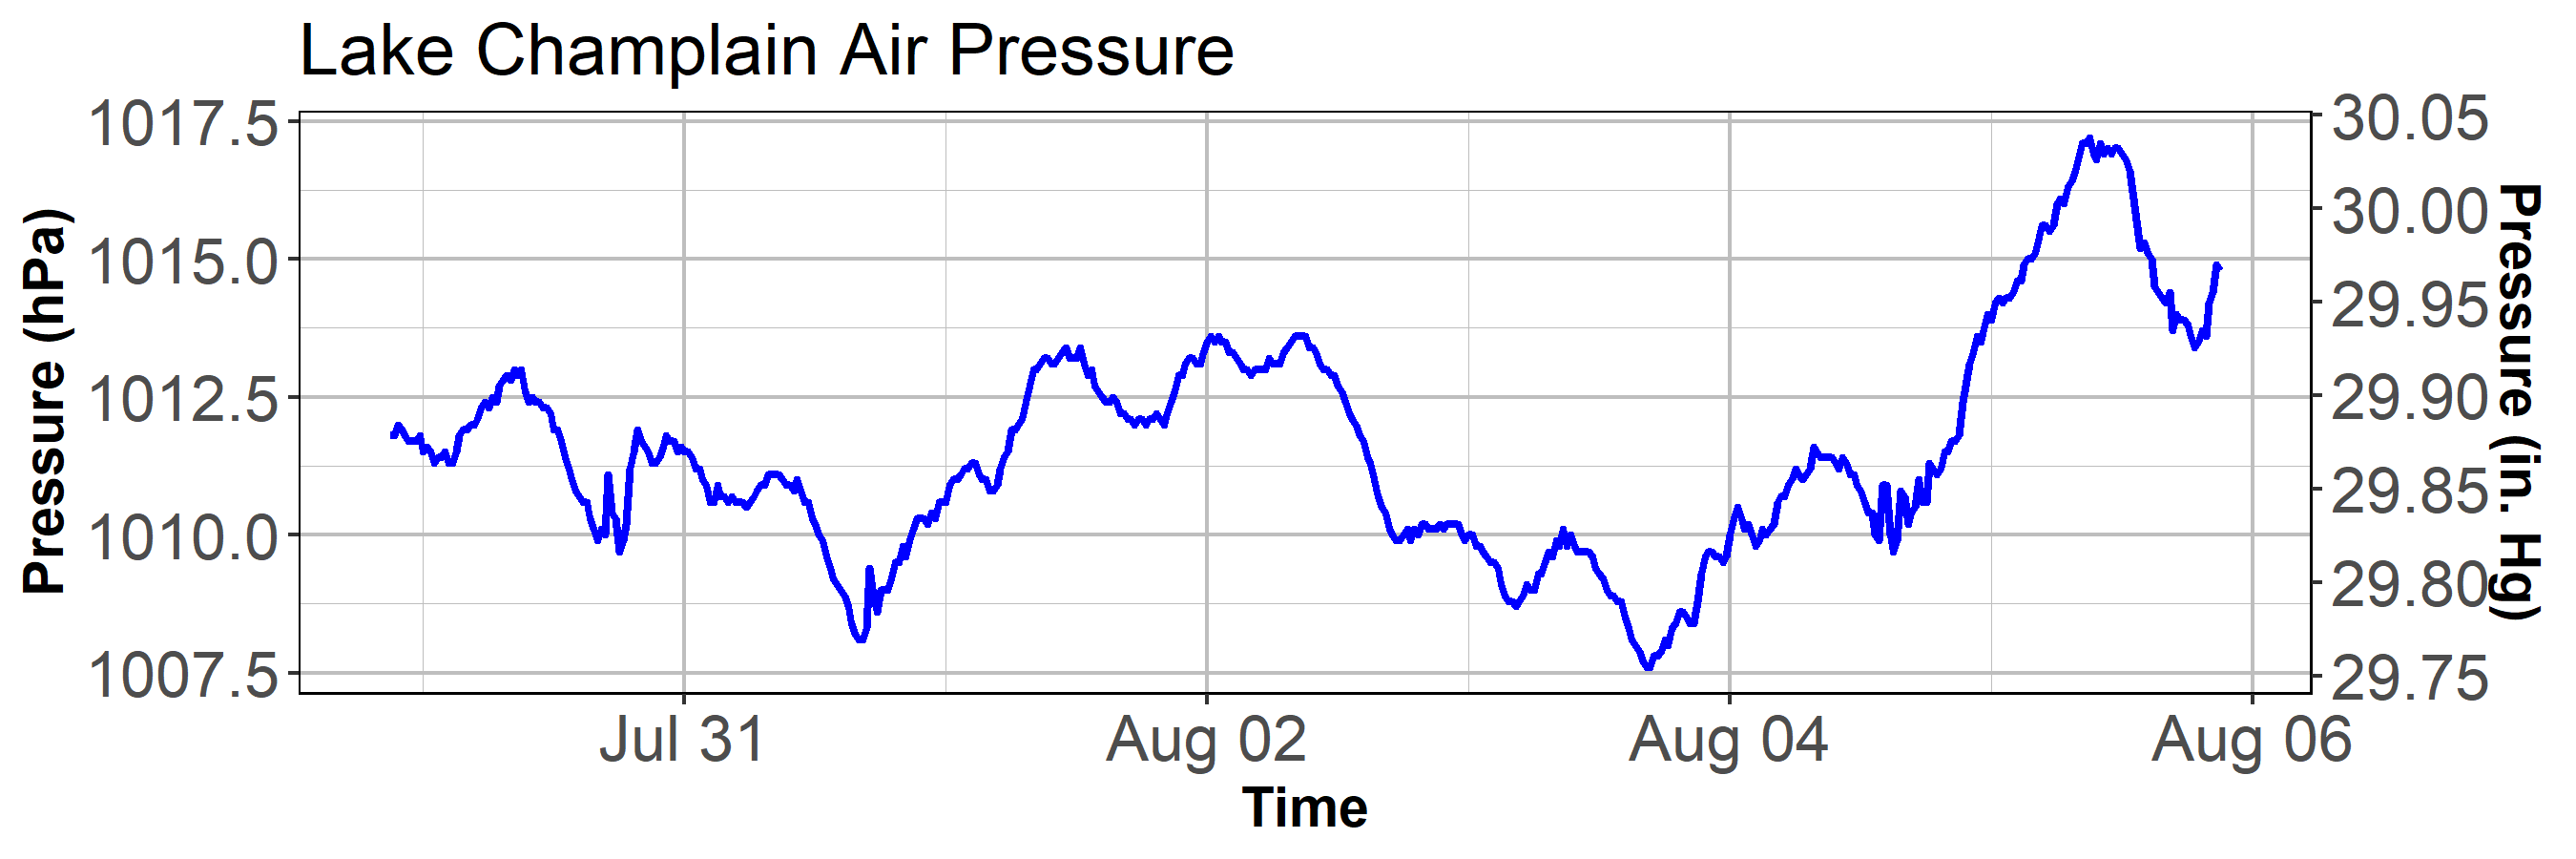 Lake Champlain Air Pressure
Pressure (hPa)
1017.5
1015.0
1012.5
1010.0
1007.5
30.05
30.00
29.95
29.90
29.85
29.80
29.75
Pressure (in. Hg)
Jul 31
Aug 02
Aug 04
Aug 06
Time